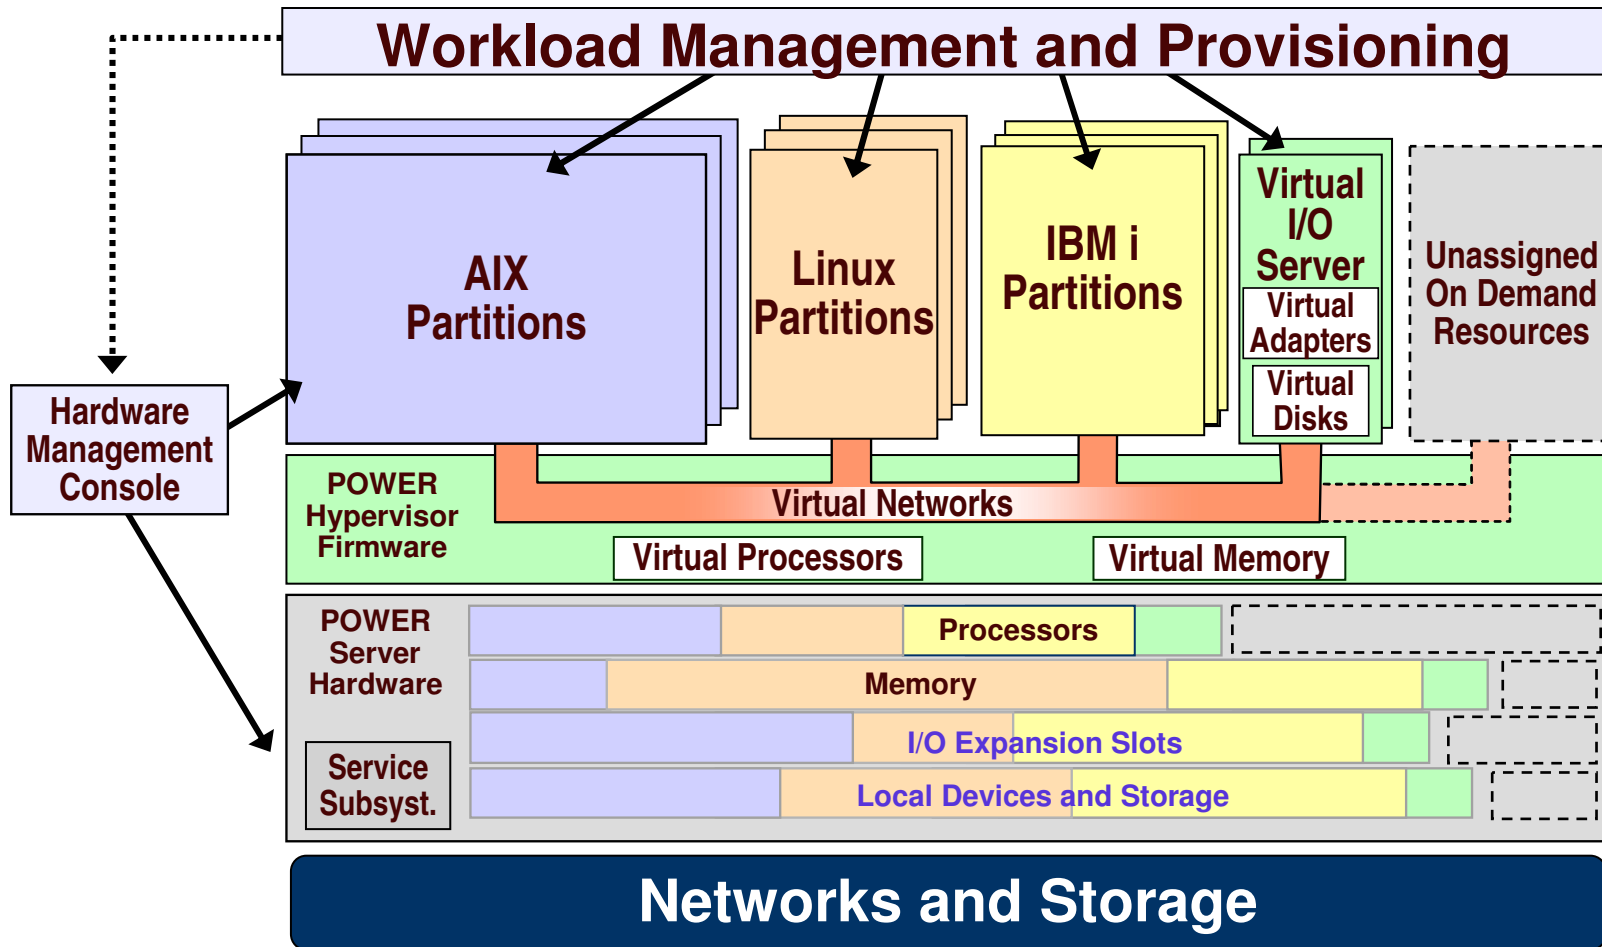 Workload Management and Provisioning
AIX
Partitions
Linux
Partitions
IBM i
Partitions
Virtual
I/O
Server
Virtual
Adapters
Virtual
Disks
Unassigned
On Demand
Resources
Hardware
Management
Console
POWER
Hypervisor
Firmware
Virtual Networks
Virtual Processors
Virtual Memory
POWER
Server
Hardware
Processors
Memory
I/O Expansion Slots
Service
Subsyst.
Local Devices and Storage
Networks and Storage